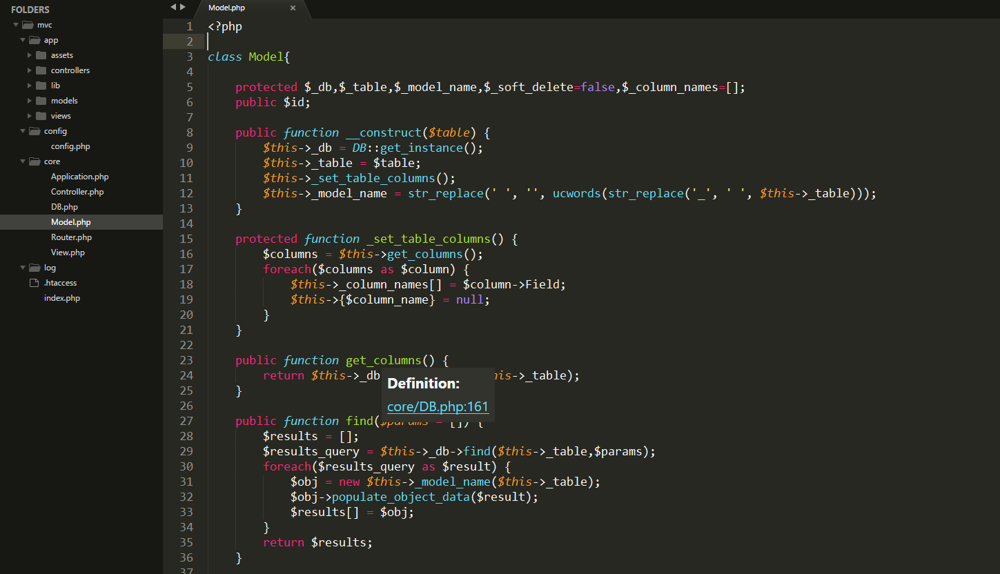 FOLDERS
mvc
app
assets
controllers
lib
models
views
config
config.php
core
Application.php
Controller.php
DB.php
Model.php
Router.php
View.php
log
.htaccess
index.php
Model.php ×
1 <?php
2
3 class Model{
4
5     protected $_db,$_table,$_model_name,$_soft_delete=false,$_column_names=[];
6     public $id;
7
8     public function __construct($table) {
9         $this->_db = DB::get_instance();
10         $this->_table = $table;
11         $this->_set_table_columns();
12         $this->_model_name = str_replace(' ', '', ucwords(str_replace('_', ' ', $this->_table)));
13     }
14
15     protected function _set_table_columns() {
16         $columns = $this->get_columns();
17         foreach($columns as $column) {
18             $this->_column_names[] = $column->Field;
19             $this->{$column_name} = null;
20         }
21     }
22
23     public function get_columns() {
24         return $this->_db his->_table);
Definition:
25     }
core/DB.php:161
26
27     public function find($params = []) {
28         $results = [];
29         $results_query = $this->_db->find($this->_table,$params);
30         foreach($results_query as $result) {
31             $obj = new $this->_model_name($this->_table);
32             $obj->populate_object_data($result);
33             $results[] = $obj;
34         }
35         return $results;
36     }
37